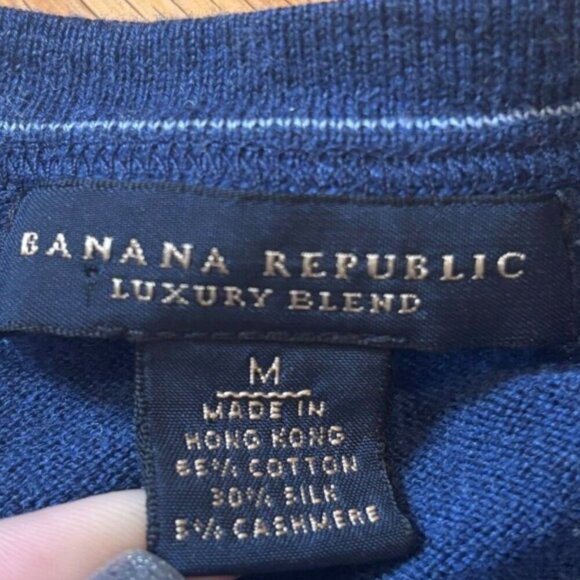 BANANA REPUBLIC
LUXURY BLEND
M
MADE IN
HONG KONG
65% COTTON
30% SILK
5% CASHMERE